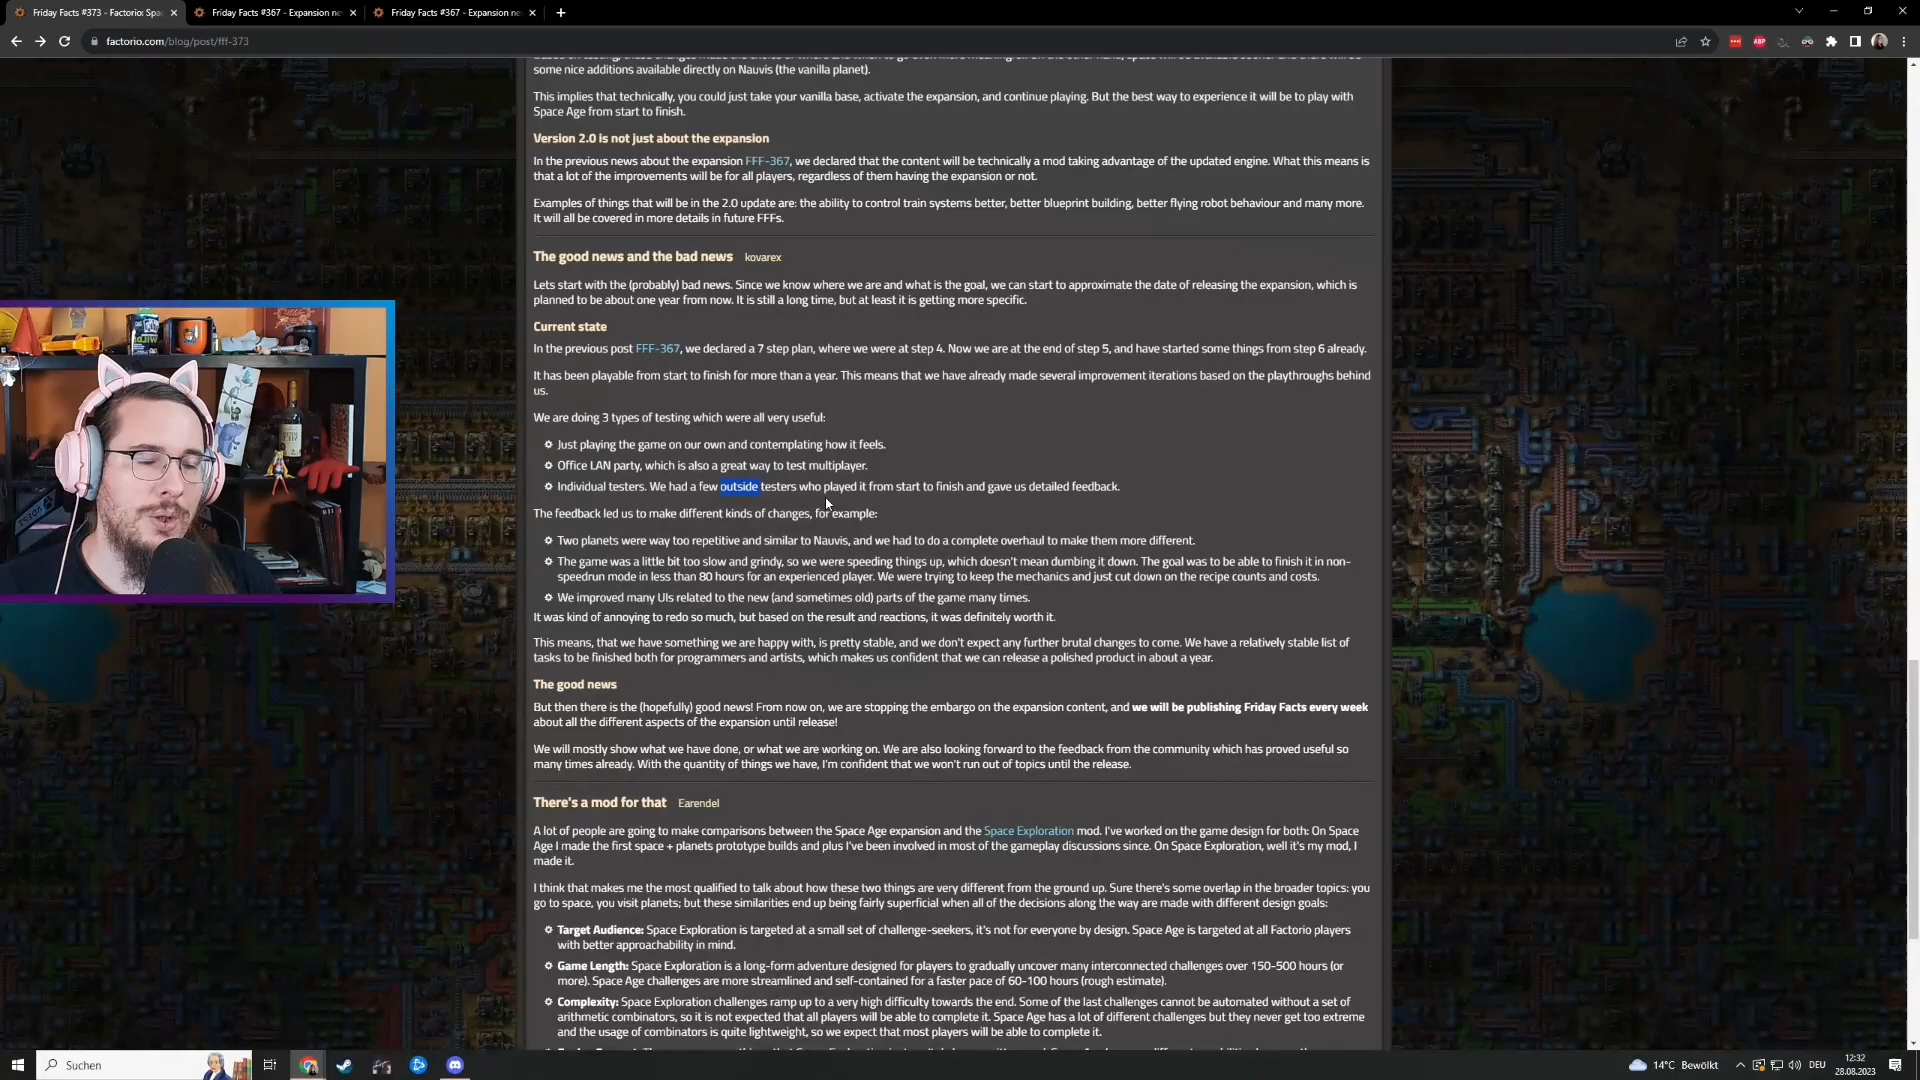 Friday Facts #373 - Factorio: Spa
Friday Facts #367 - Expansion ne
Friday Facts #367 - Expansion ne
factorio.com/blog/post/fff-373
ABP
some nice additions available directly on Nauvis (the vanilla planet).
This implies that technically, you could just take your vanilla base, activate the expansion, and continue playing. But the best way to experience it will be to play with
Space Age from start to finish.
Version 2.0 is not just about the expansion
In the previous news about the expansion FFF-367, we declared that the content will be technically a mod taking advantage of the updated engine. What this means is
that a lot of the improvements will be for all players, regardless of them having the expansion or not.
Examples of things that will be in the 2.0 update are: the ability to control train systems better, better blueprint building, better flying robot behaviour and many more.
It will all be covered in more details in future FFFs.
The good news and the bad news kovarex
Lets start with the (probably) bad news. Since we know where we are and what is the goal, we can start to approximate the date of releasing the expansion, which is
planned to be about one year from now. It is still a long time, but at least it is getting more specific.
Current state
In the previous post FFF-367, we declared a 7 step plan, where we were at step 4. Now we are at the end of step 5, and have started some things from step 6 already.
It has been playable from start to finish for more than a year. This means that we have already made several improvement iterations based on the playthroughs behind
us.
We are doing 3 types of testing which were all very useful:
Just playing the game on our own and contemplating how it feels.
Office LAN party, which is also a great way to test multiplayer.
Individual testers. We had a few outside testers who played it from start to finish and gave us detailed feedback.
The feedback led us to make different kinds of changes, for example:
Two planets were way too repetitive and similar to Nauvis, and we had to do a complete overhaul to make them more different.
The game was a little bit too slow and grindy, so we were speeding things up, which doesn't mean dumbing it down. The goal was to be able to finish it in non-
speedrun mode in less than 80 hours for an experienced player. We were trying to keep the mechanics and just cut down on the recipe counts and costs.
We improved many UIs related to the new (and sometimes old) parts of the game many times.
It was kind of annoying to redo so much, but based on the result and reactions, it was definitely worth it.
This means, that we have something we are happy with, is pretty stable, and we don't expect any further brutal changes to come. We have a relatively stable list of
tasks to be finished both for programmers and artists, which makes us confident that we can release a polished product in about a year.
The good news
But then there is the (hopefully) good news! From now on, we are stopping the embargo on the expansion content, and we will be publishing Friday Facts every week
about all the different aspects of the expansion until release!
We will mostly show what we have done, or what we are working on. We are also looking forward to the feedback from the community which has proved useful so
many times already. With the quantity of things we have, I'm confident that we won't run out of topics until the release.
There's a mod for that Earendel
A lot of people are going to make comparisons between the Space Age expansion and the Space Exploration mod. I've worked on the game design for both: On Space
Age I made the first space + planets prototype builds and plus I've been involved in most of the gameplay discussions since. On Space Exploration, well it's my mod, I
made it.
I think that makes me the most qualified to talk about how these two things are very different from the ground up. Sure there's some overlap in the broader topics: you
go to space, you visit planets; but these similarities end up being fairly superficial when all of the decisions along the way are made with different design goals:
Target Audience: Space Exploration is targeted at a small set of challenge-seekers, it's not for everyone by design. Space Age is targeted at all Factorio players
with better approachability in mind.
Game Length: Space Exploration is a long-form adventure designed for players to gradually uncover many interconnected challenges over 150-500 hours (or
more). Space Age challenges are more streamlined and self-contained for a faster pace of 60-100 hours (rough estimate).
Complexity: Space Exploration challenges ramp up to a very high difficulty towards the end. Some of the last challenges cannot be automated without a set of
arithmetic combinators, so it is not expected that all players will be able to complete it. Space Age has a lot of different challenges but they never get too extreme
and the usage of combinators is quite lightweight, so we expect that most players will be able to complete it.
Suchen
14°C Bewölkt
DEU
12:32
28.08.2023